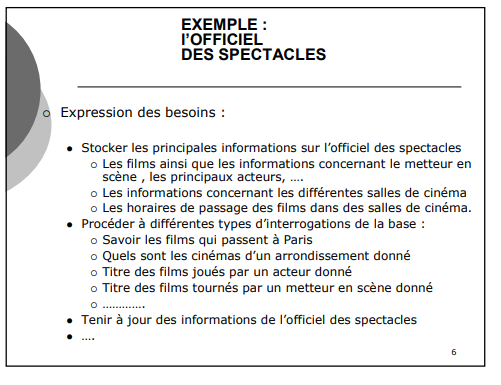 EXEMPLE :
l'OFFICIEL
DES SPECTACLES
○ Expression des besoins :
● Stocker les principales informations sur l'officiel des spectacles
○ Les films ainsi que les informations concernant le metteur en
scène , les principaux acteurs, ….
○ Les informations concernant les différentes salles de cinéma
○ Les horaires de passage des films dans des salles de cinéma.
● Procéder à différentes types d'interrogations de la base :
○ Savoir les films qui passent à Paris
○ Quels sont les cinémas d'un arrondissement donné
○ Titre des films joués par un acteur donné
○ Titre des films tournés par un metteur en scène donné
○ ………….
● Tenir à jour des informations de l'officiel des spectacles
● ….
6